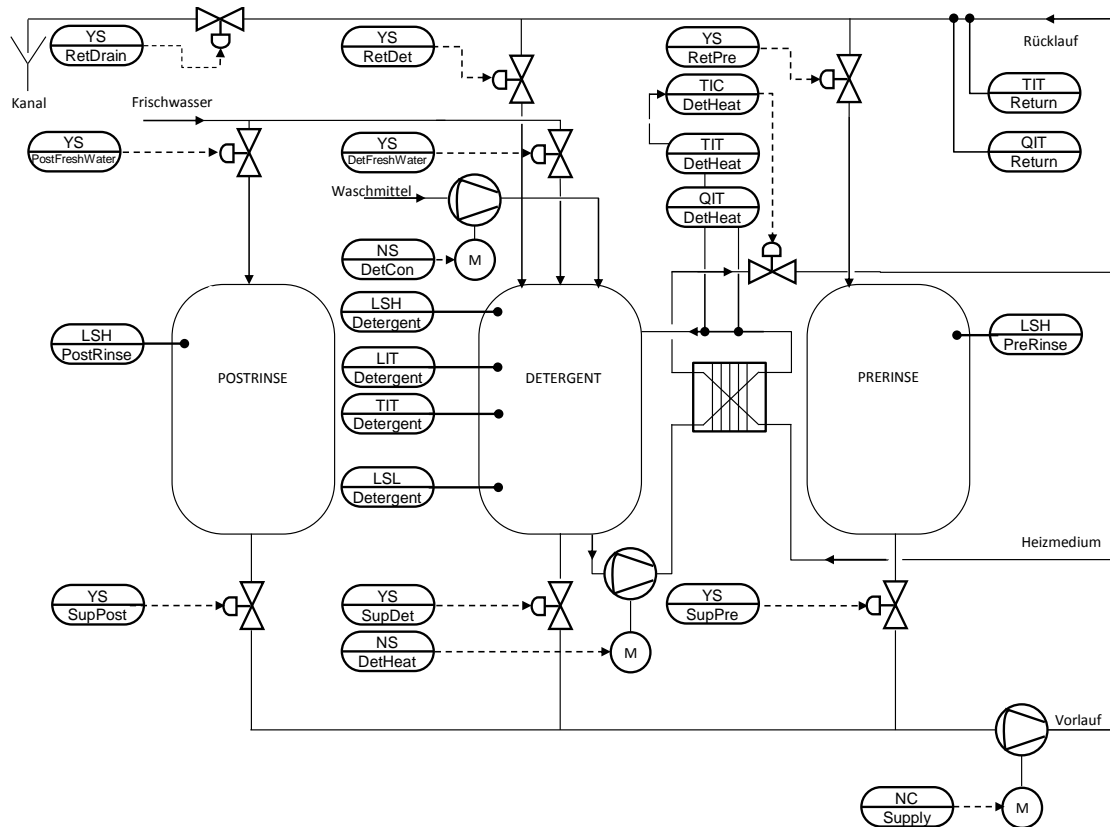 YS
RetDrain
YS
RetDet
YS
RetPre
Rücklauf
Kanal
Frischwasser
TIC
DetHeat
TIT
Return
YS
PostFreshWater
YS
DetFreshWater
TIT
DetHeat
QIT
Return
Waschmittel
QIT
DetHeat
NS
DetCon
M
LSH
Detergent
LSH
PostRinse
LSH
PreRinse
LIT
Detergent
POSTRINSE
DETERGENT
PRERINSE
TIT
Detergent
LSL
Detergent
Heizmedium
YS
SupPost
YS
SupDet
YS
SupPre
NS
DetHeat
M
Vorlauf
NC
Supply
M